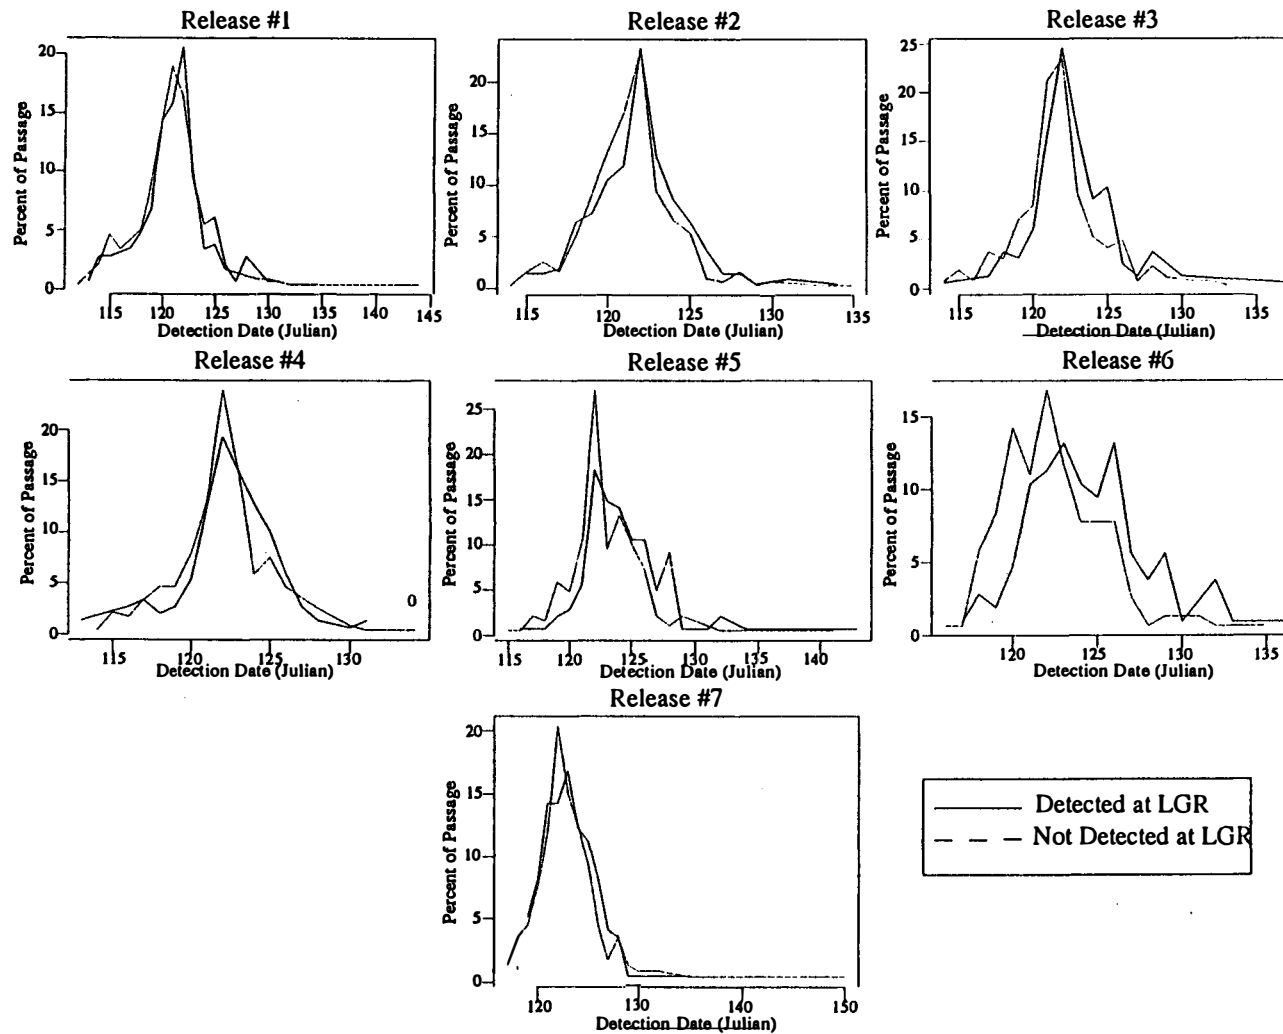 Release #1
Percent of Passage
20
15
10
5
0
115 120 125 130 135 140 145
Detection Date (Julian)
Release #2
Percent of Passage
20
15
10
5
0
115 120 125 130 135
Detection Date (Julian)
Release #3
Percent of Passage
25
20
15
10
5
0
115 120 125 130 135
Detection Date (Julian)
Release #4
Percent of Passage
20
15
10
5
0
0
115 120 125 130
Detection Date (Julian)
Release #5
Percent of Passage
25
20
15
10
5
0
115 120 125 130 135 140
Detection Date (Julian)
Release #6
Percent of Passage
15
10
5
0
120 125 130 135
Detection Date (Julian)
Release #7
Percent of Passage
20
15
10
5
0
120 130 140 150
Detection Date (Julian)
Detected at LGR
Not Detected at LGR